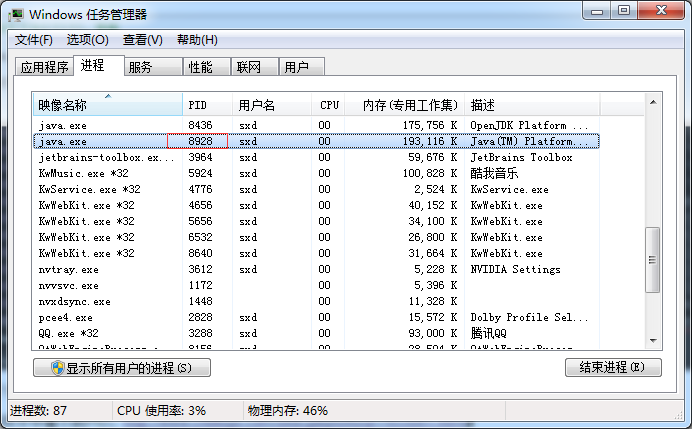 Windows 任务管理器
文件(F) 选项(O) 查看(V) 帮助(H)
应用程序 进程 服务 性能 联网 用户
映像名称 PID 用户名 CPU 内存(专用工作集) 描述
java.exe 8436 sxd 00 175,756 K OpenJDK Platform ...
java.exe 8928 sxd 00 193,116 K Java(TM) Platform...
jetbrains-toolbox.ex... 3964 sxd 00 59,676 K JetBrains Toolbox
KwMusic.exe *32 5924 sxd 00 100,828 K 酷我音乐
KwService.exe *32 4776 sxd 00 2,524 K KwService.exe
KwWebKit.exe *32 4656 sxd 00 40,152 K KwWebKit.exe
KwWebKit.exe *32 5656 sxd 00 34,100 K KwWebKit.exe
KwWebKit.exe *32 6532 sxd 00 26,800 K KwWebKit.exe
KwWebKit.exe *32 8640 sxd 00 31,664 K KwWebKit.exe
nvtray.exe 3612 sxd 00 5,228 K NVIDIA Settings
nvvsvc.exe 1172 00 5,396 K
nvxdsync.exe 1448 00 11,328 K
pcee4.exe 2828 sxd 00 15,572 K Dolby Profile Sel...
QQ.exe *32 3288 sxd 00 93,000 K 腾讯QQ
显示所有用户的进程(S) 结束进程(E)
进程数: 87 CPU 使用率: 3% 物理内存: 46%